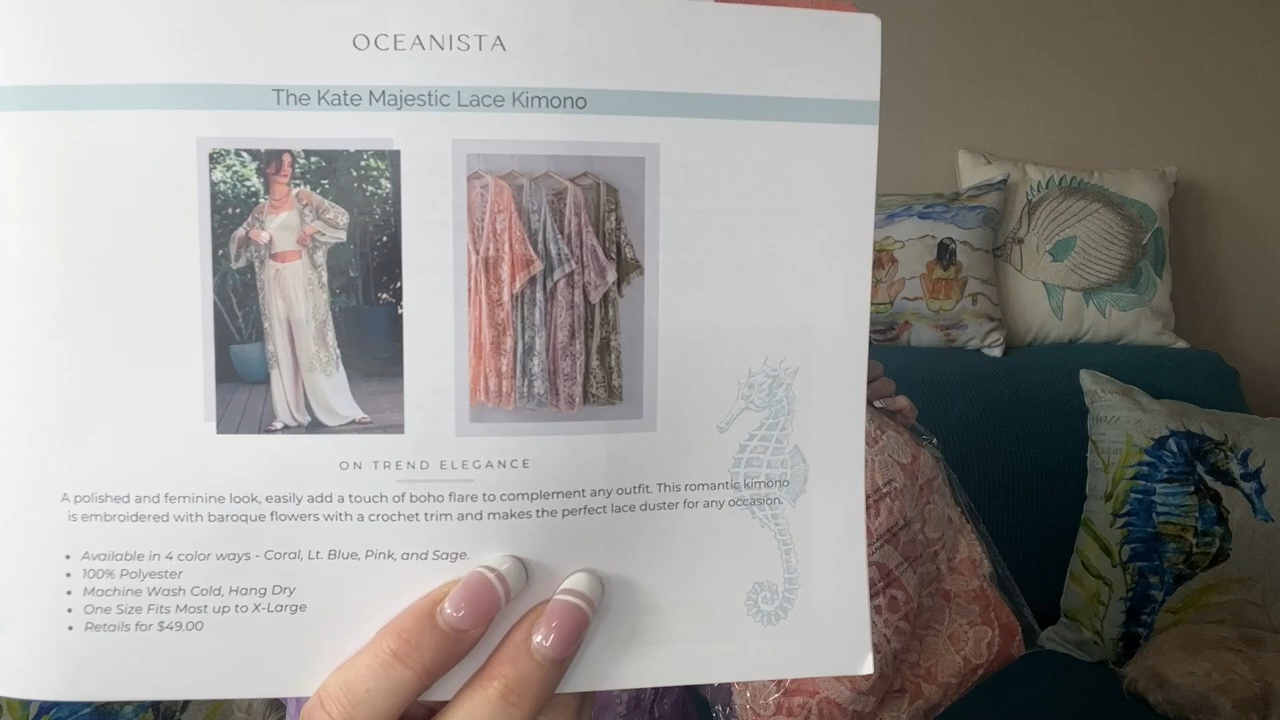 OCEANISTA
The Kate Majestic Lace Kimono
ON TREND ELEGANCE
A polished and feminine look, easily add a touch of boho flare to complement any outfit. This romantic kimono
is embroidered with baroque flowers with a crochet trim and makes the perfect lace duster for any occasion.
• Available in 4 color ways - Coral, Lt. Blue, Pink, and Sage.
• 100% Polyester
• Machine Wash Cold, Hang Dry
• One Size Fits Most up to X-Large
• Retails for $49.00